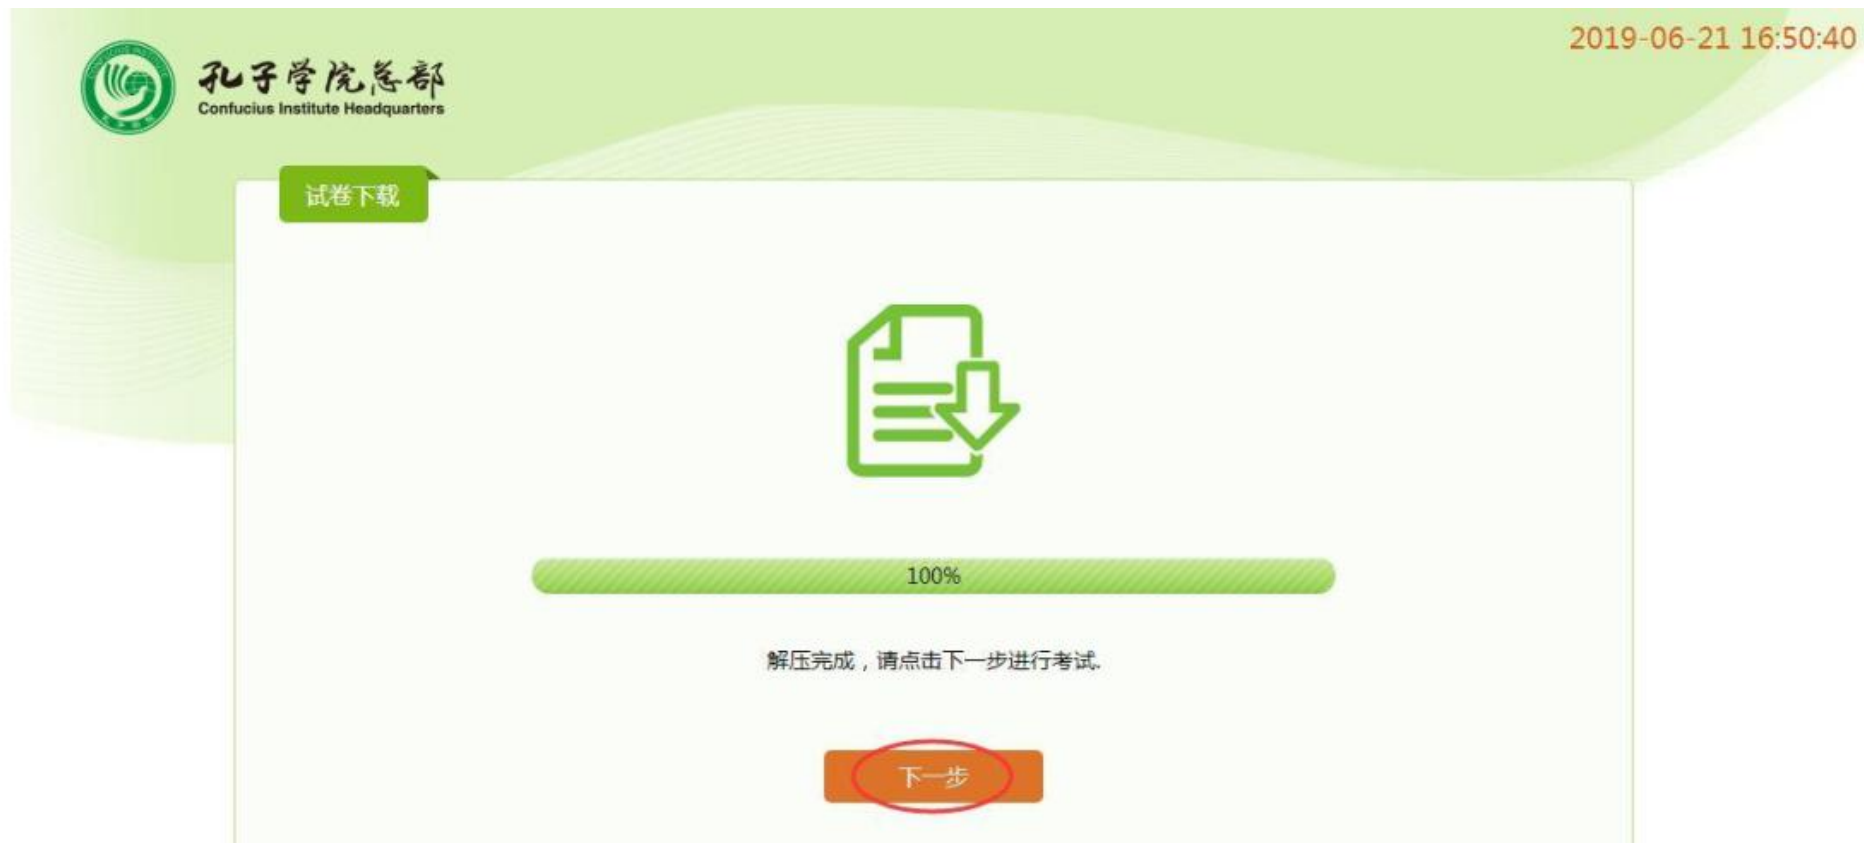 2019-06-21 16:50:40
孔子学院总部
Confucius Institute Headquarters
试卷下载
100%
解压完成，请点击下一步进行考试.
下一步